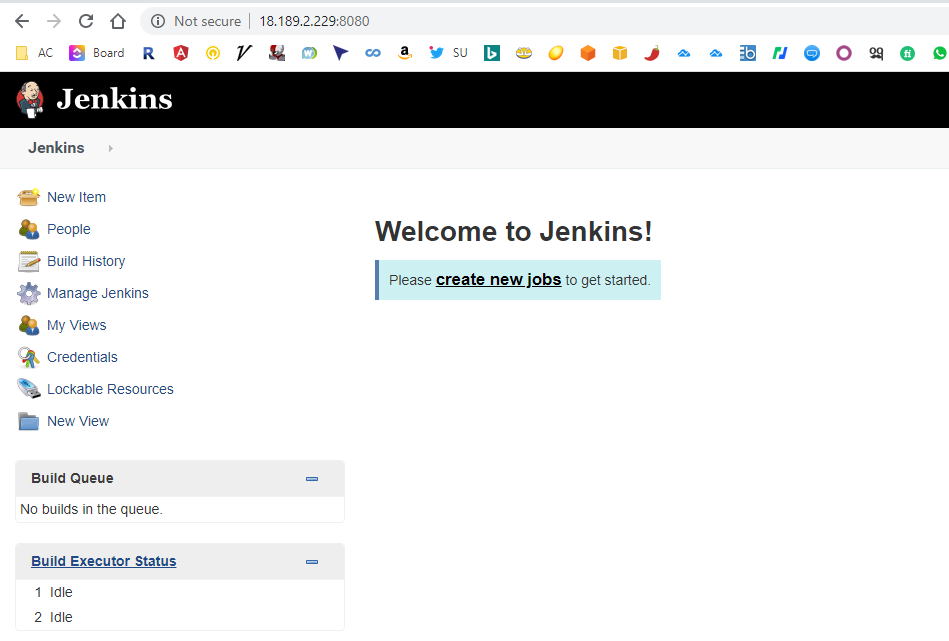 Not secure 18.189.2.229:8080
AC Board R SU
Jenkins
Jenkins
New Item
People
Build History
Manage Jenkins
My Views
Credentials
Lockable Resources
New View
Welcome to Jenkins!
Please create new jobs to get started.
Build Queue
No builds in the queue.
Build Executor Status
1 Idle
2 Idle